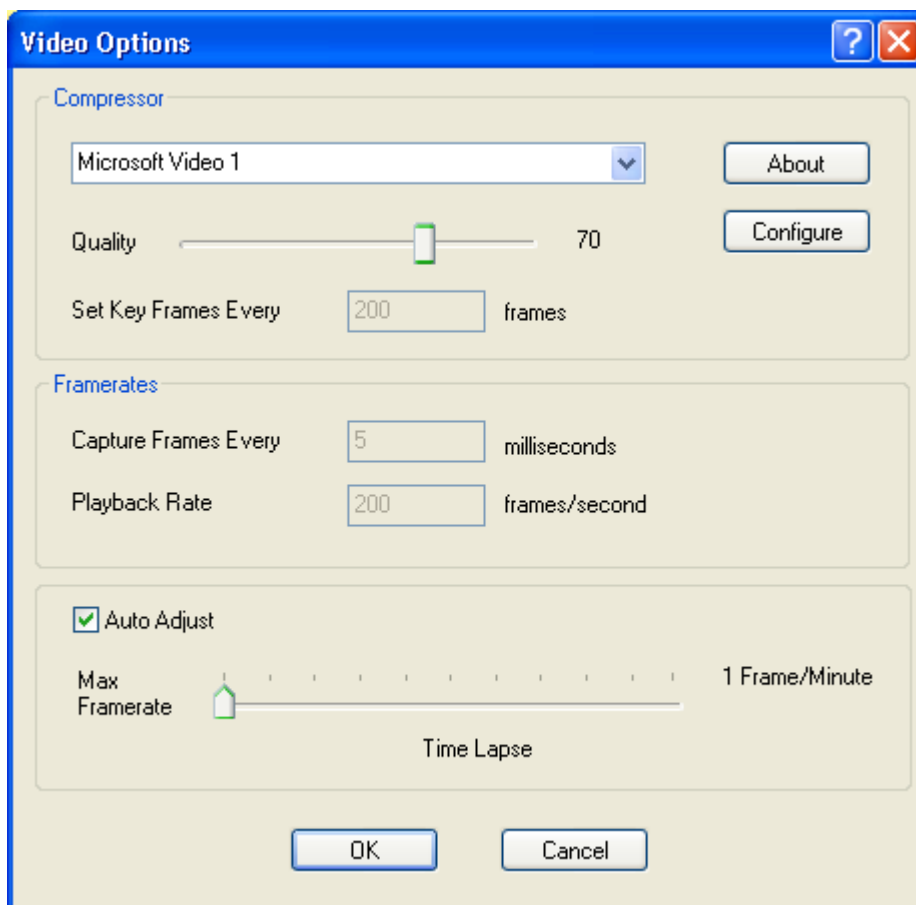 Video Options
Compressor
Microsoft Video 1
About
Quality
70
Configure
Set Key Frames Every
200
frames
Framerates
Capture Frames Every
5
milliseconds
Playback Rate
200
frames/second
Auto Adjust
Max
Framerate
1 Frame/Minute
Time Lapse
OK
Cancel